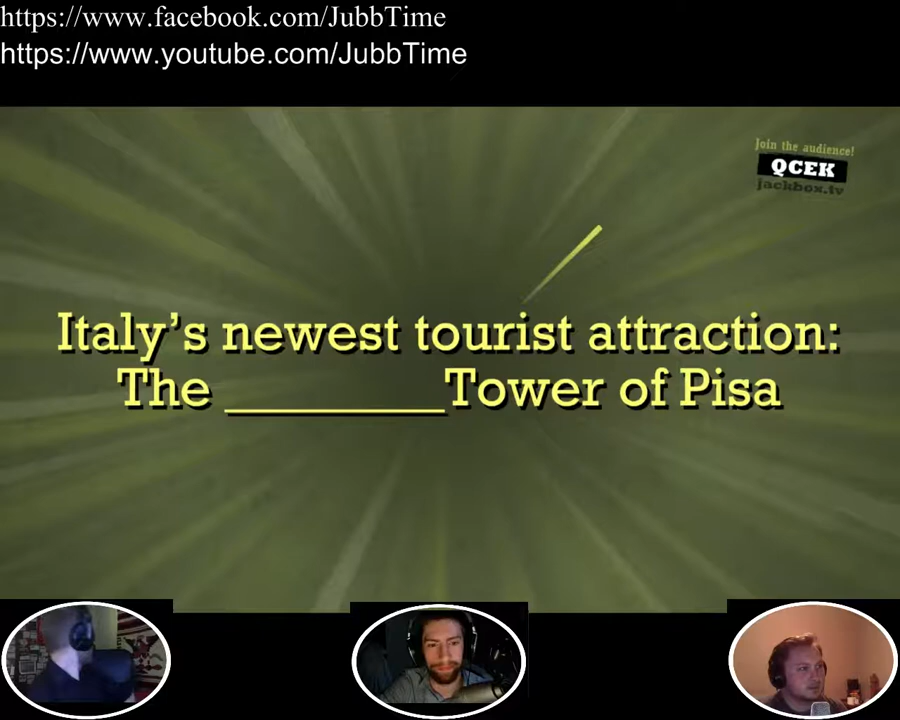 https://www.facebook.com/JubbTime
https://www.youtube.com/JubbTime
Join the audience!
QCEK
jackbox.tv
Italy's newest tourist attraction:
The ________Tower of Pisa